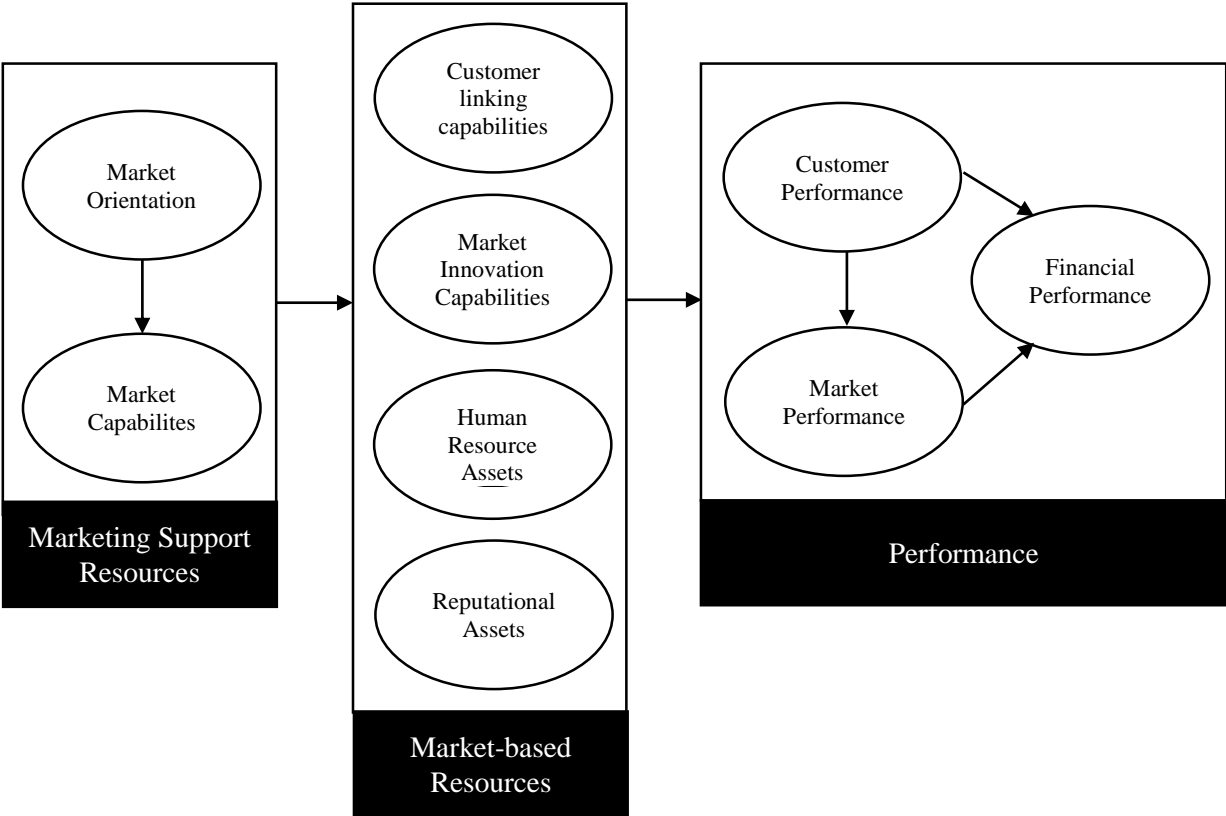 Market
Orientation
Market
Capabilites
Marketing Support
Resources
Customer
linking
capabilities
Market
Innovation
Capabilities
Human
Resource
Assets
Reputational
Assets
Market-based
Resources
Customer
Performance
Market
Performance
Financial
Performance
Performance